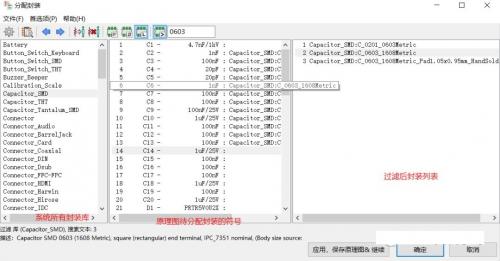 分配封装
文件(F) 首选项(P) 帮助(H)
0603
Battery
Button_Switch_Keyboard
Button_Switch_SMD
Button_Switch_THT
Buzzer_Beeper
Calibration_Scale
Capacitor_SMD
Capacitor_THT
Capacitor_Tantalum_SMD
Connector
Connector_Audio
Connector_BarrelJack
Connector_Card
Connector_Coaxial
Connector_DIN
Connector_Dsub
Connector_FFC-FPC
Connector_HDMI
Connector_Harwin
Connector_Hirose
系统所有封装库
1 C1 - 4.7nF/1kV :
2 C2 - 1nF : Capacitor_SMD:C
3 C3 - 100nF : Capacitor_SMD:C
4 C4 - 20pF : Capacitor_SMD:C
5 C5 - 20pF : Capacitor_SMD:C
6 C6 - 1nF : Capacitor_SMD:C_0603_1608Metric
7 C7 - 100nF : Capacitor_SMD:C
8 C8 - 100nF : Capacitor_SMD:C
9 C9 - 100nF : Capacitor_SMD:C
10 C10 - 1uF/25V :
11 C11 - 100nF : Capacitor_SMD:C
12 C12 - 1uF/25V :
13 C13 - 100nF : Capacitor_SMD:C
14 C14 - 1uF/25V :
15 C15 - 100nF : Capacitor_SMD:C
16 C16 - 1uF/25V :
17 C17 - 100nF : Capacitor_SMD:C
18 C18 - 1uF/25V :
19 C19 - 100nF : Capacitor_SMD:C
20 C20 - 1uF/25V :
21 D1 - PRTR5V0U2X :
原理图待分配封装的符号
1 Capacitor_SMD:C_0201_0603Metric
2 Capacitor_SMD:C_0603_1608Metric
3 Capacitor_SMD:C_0603_1608Metric_Pad1.05x0.95mm_HandSold
过滤后封装列表
过滤 库 (Capacitor_SMD), 搜索文本: 3
描述: Capacitor SMD 0603 (1608 Metric), square (rectangular) end terminal, IPC_7351 nominal, (Body size source:
应用、保存原理图& 继续 确定 取消